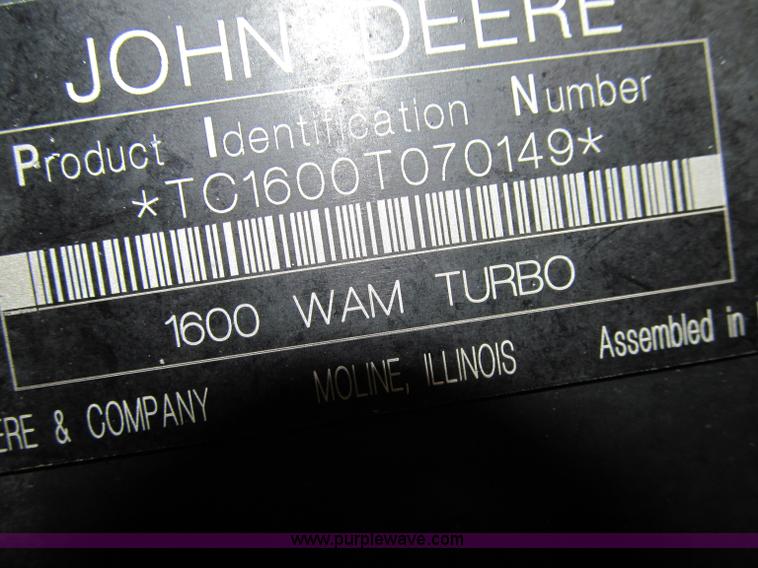 JOHN DEERE
Product Identification Number
*TC1600T070149*
1600 WAM TURBO
ERE & COMPANY MOLINE, ILLINOIS Assembled in
www.purplewave.com